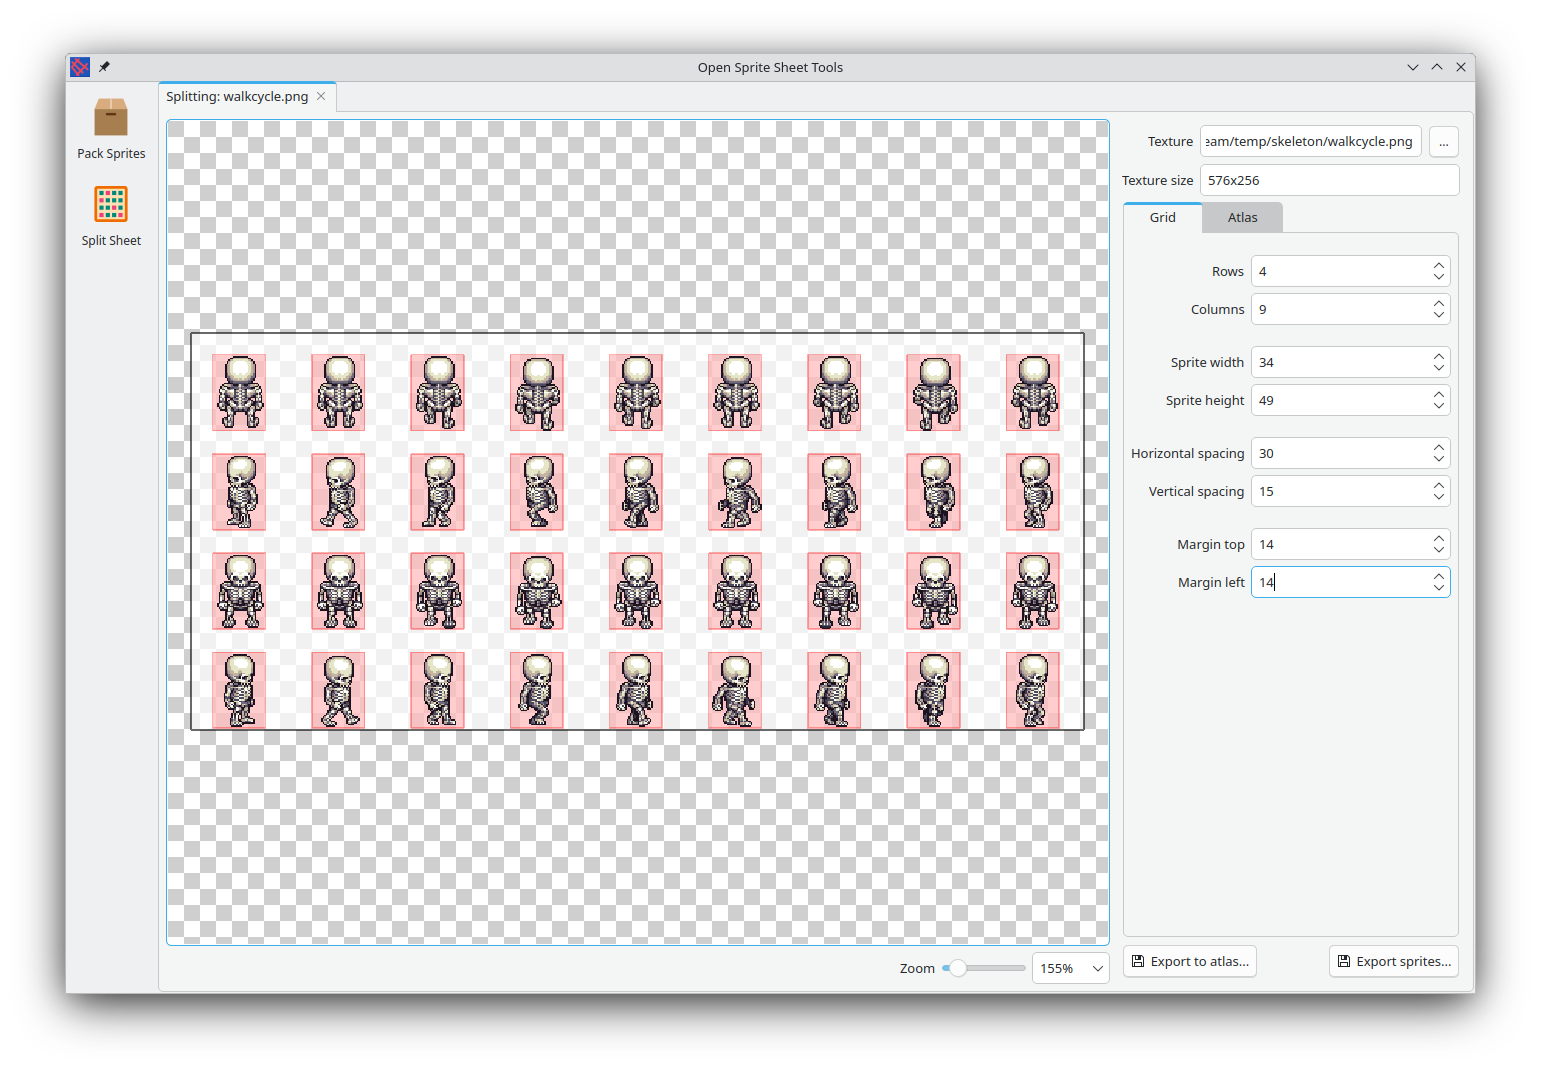 Open Sprite Sheet Tools
Pack Sprites
Split Sheet
Splitting: walkcycle.png
Texture
eam/temp/skeleton/walkcycle.png
...
Texture size
576x256
Grid
Atlas
Rows
4
Columns
9
Sprite width
34
Sprite height
49
Horizontal spacing
30
Vertical spacing
15
Margin top
14
Margin left
14
Zoom
155%
Export to atlas...
Export sprites...